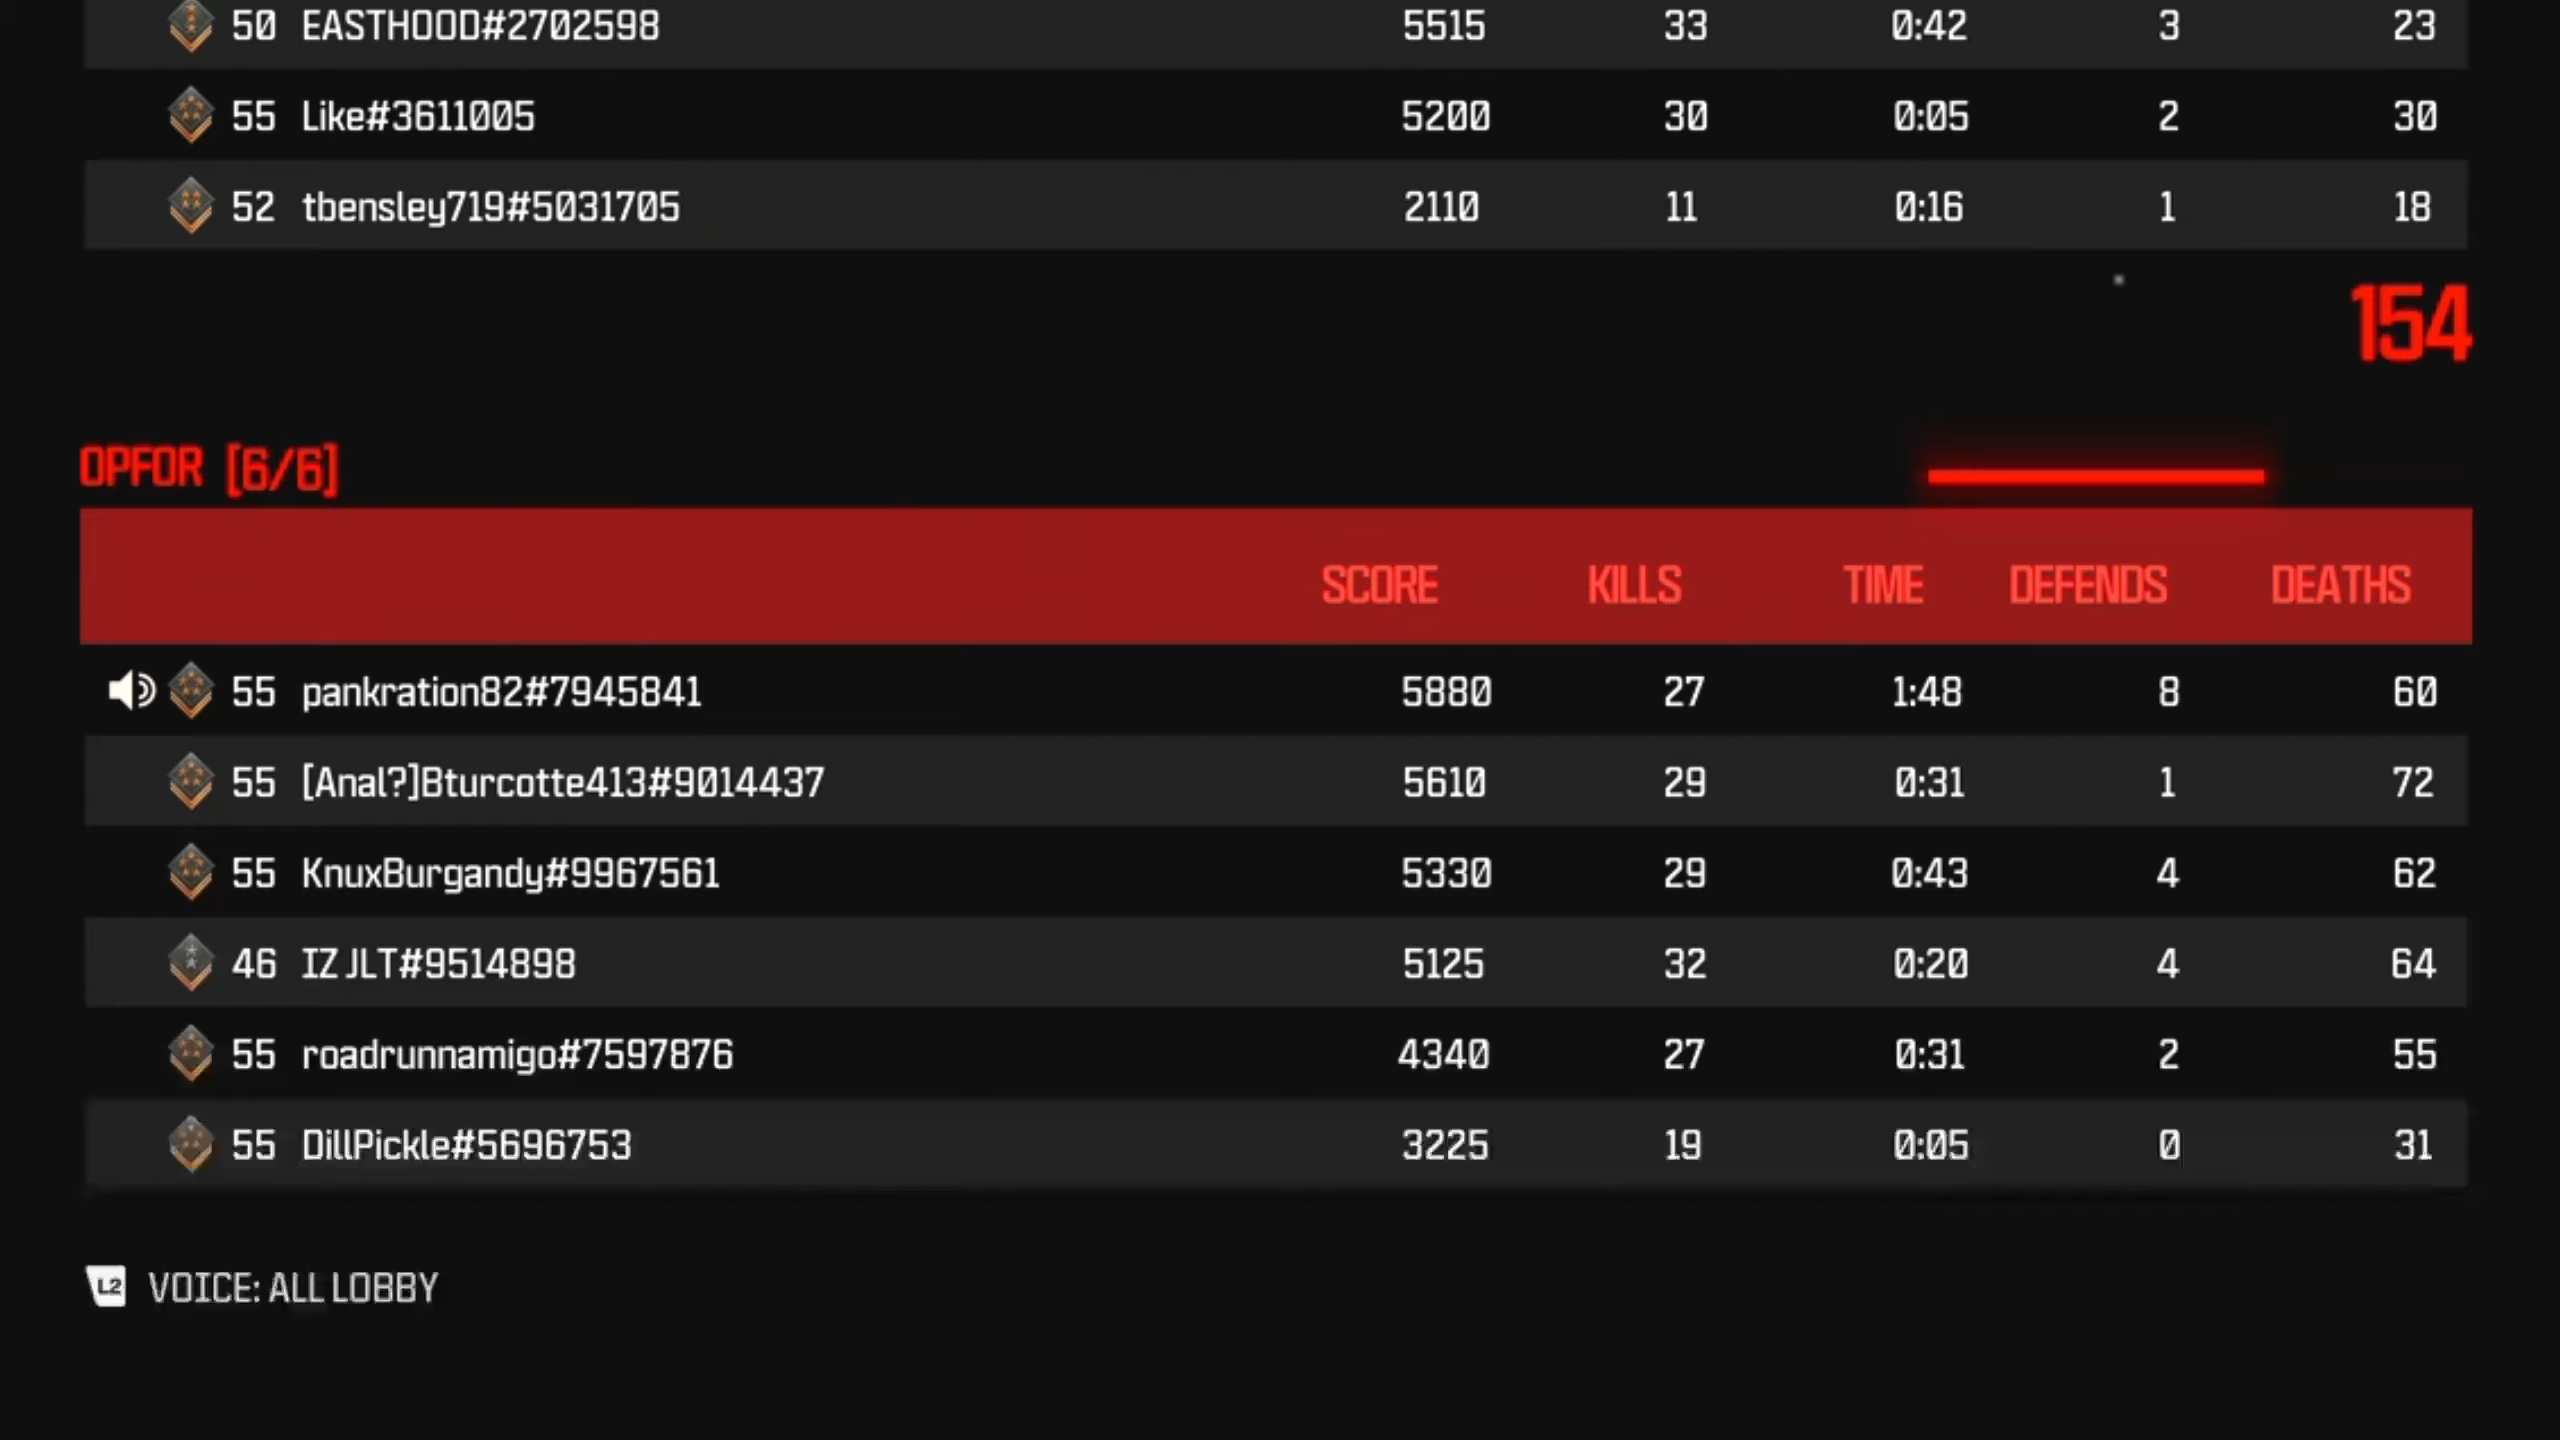 50 EASTHOOD#2702598 5515 33 0:42 3 23
55 Like#3611005 5200 30 0:05 2 30
52 tbensley719#5031705 2110 11 0:16 1 18
154
OPFOR [6/6]
SCORE KILLS TIME DEFENDS DEATHS
55 pankration82#7945841 5880 27 1:48 8 60
55 [Anal?]Bturcotte413#9014437 5610 29 0:31 1 72
55 KnuxBurgandy#9967561 5330 29 0:43 4 62
46 IZ JLT#9514898 5125 32 0:20 4 64
55 roadrunnamigo#7597876 4340 27 0:31 2 55
55 DillPickle#5696753 3225 19 0:05 0 31
L2 VOICE: ALL LOBBY